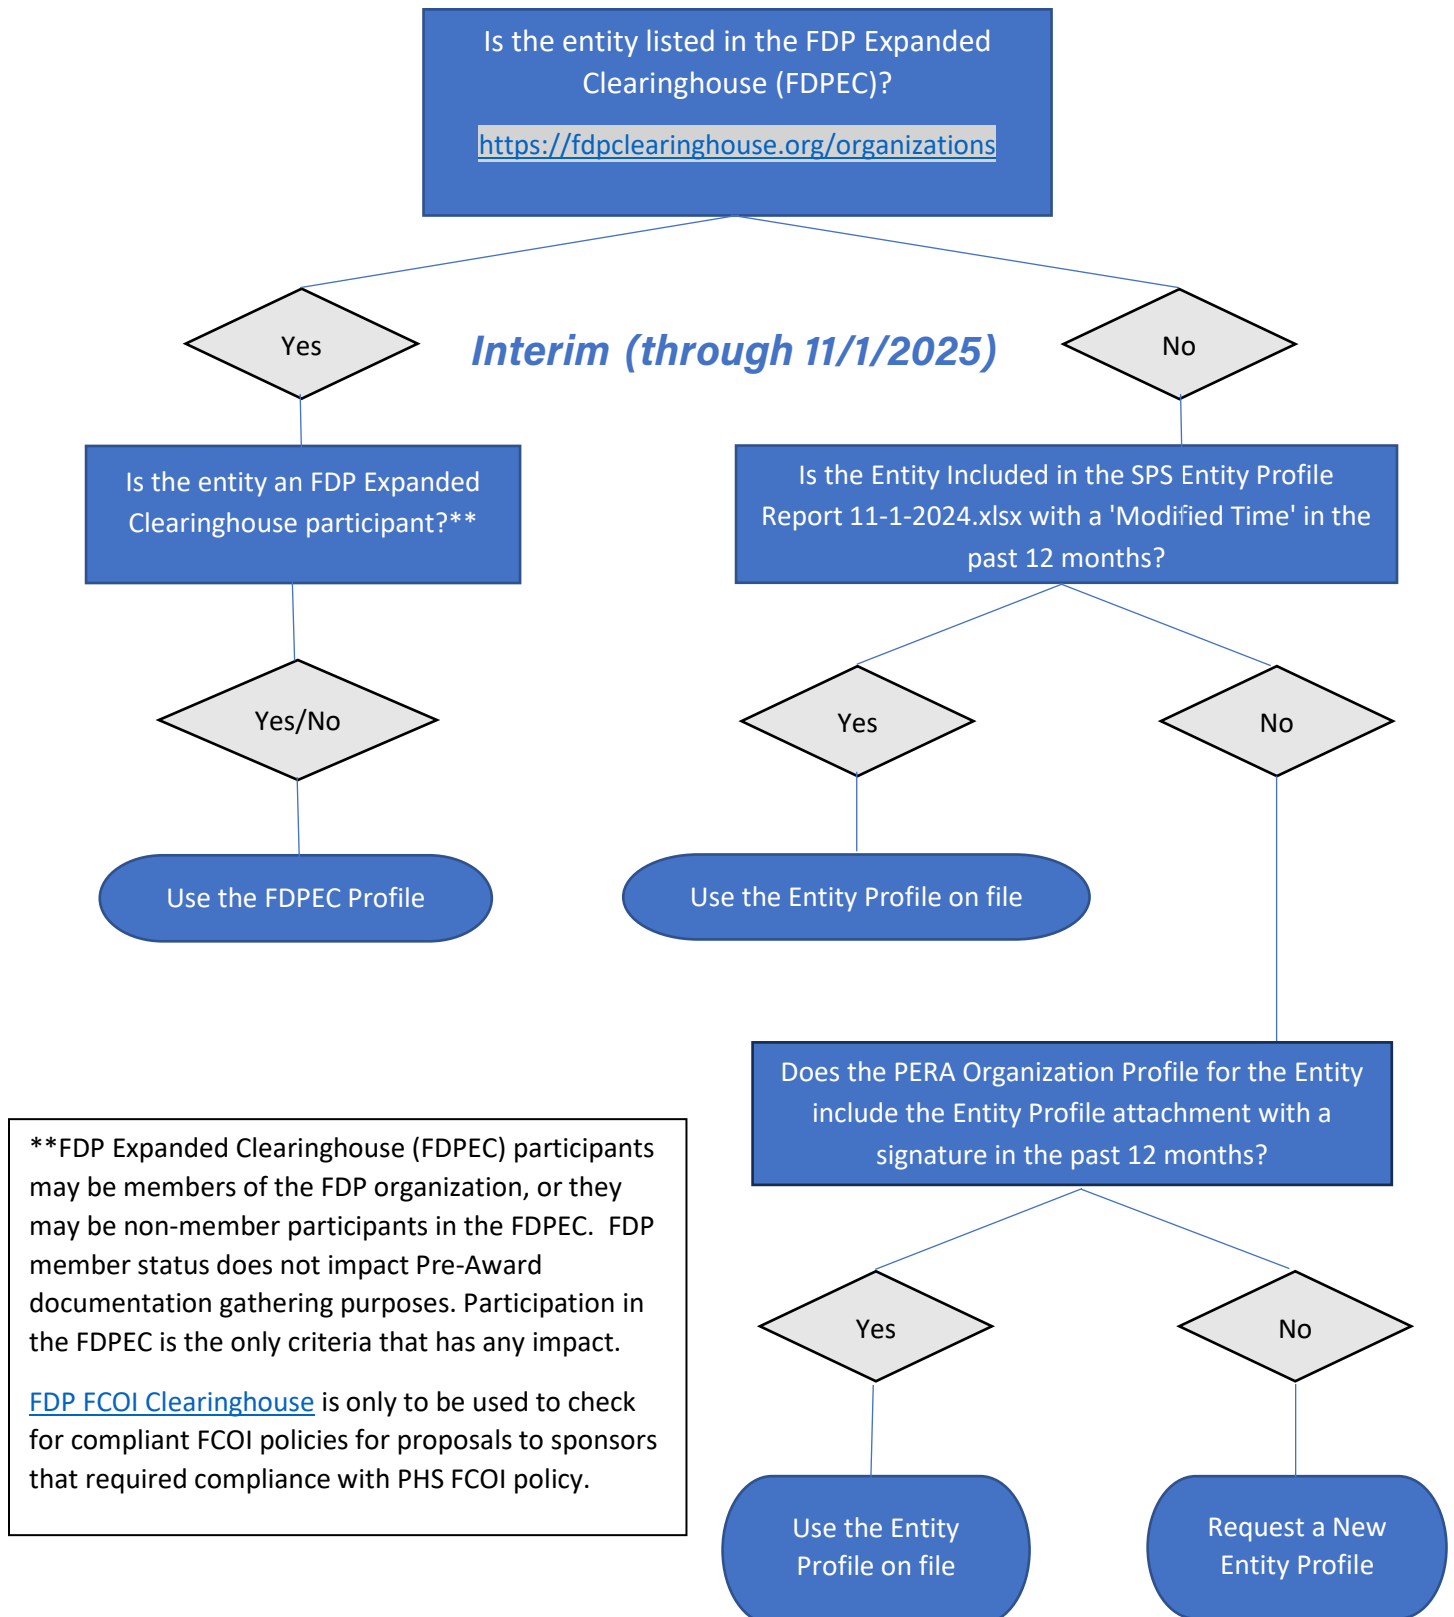 Is the entity listed in the FDP Expanded
Clearinghouse (FDPEC)?
https://fdpclearinghouse.org/organizations
Yes
Interim (through 11/1/2025)
No
Is the entity an FDP Expanded
Clearinghouse participant?**
Is the Entity Included in the SPS Entity Profile
Report 11-1-2024.xlsx with a 'Modified Time' in the
past 12 months?
Yes/No
Yes
No
Use the FDPEC Profile
Use the Entity Profile on file
Does the PERA Organization Profile for the Entity
include the Entity Profile attachment with a
signature in the past 12 months?
**FDP Expanded Clearinghouse (FDPEC) participants
may be members of the FDP organization, or they
may be non-member participants in the FDPEC.  FDP
member status does not impact Pre-Award
documentation gathering purposes. Participation in
the FDPEC is the only criteria that has any impact.
FDP FCOI Clearinghouse is only to be used to check
for compliant FCOI policies for proposals to sponsors
that required compliance with PHS FCOI policy.
Yes
No
Use the Entity
Profile on file
Request a New
Entity Profile